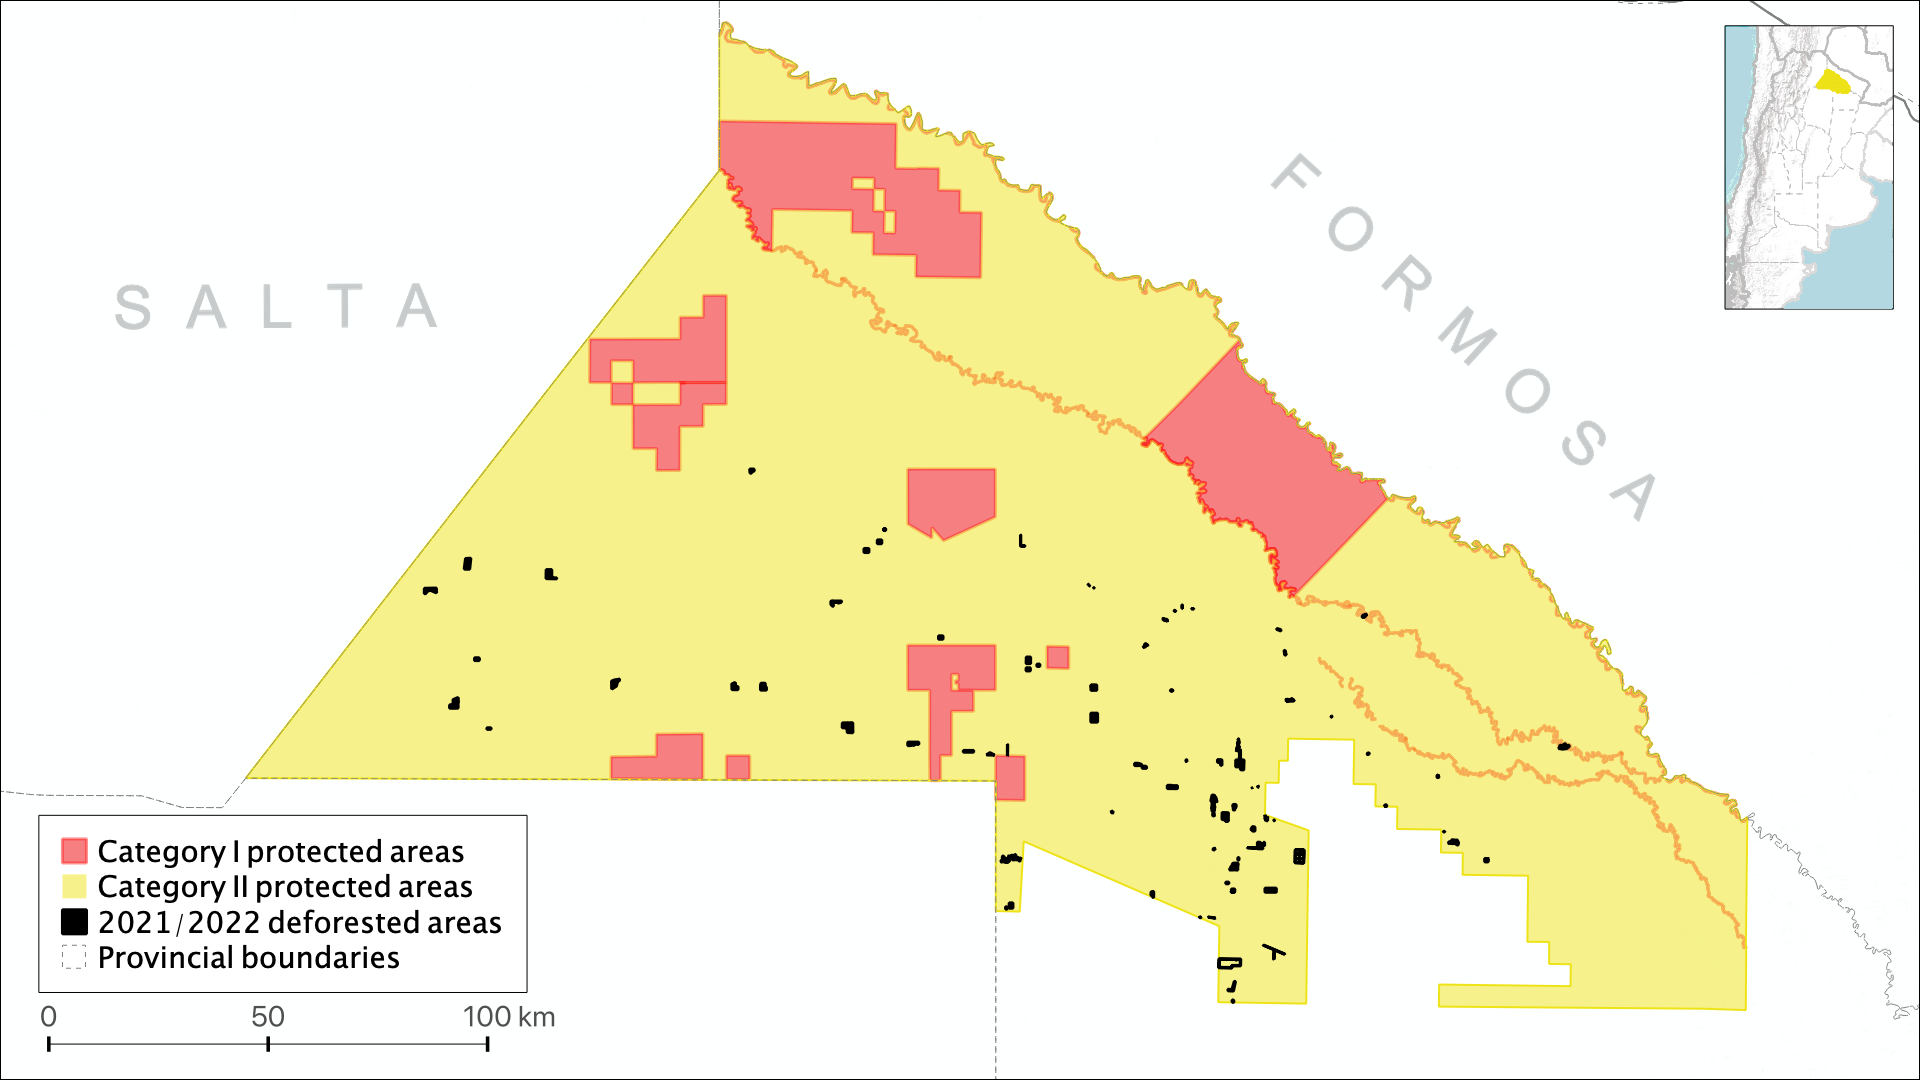 SALTA
FORMOSA
Category I protected areas
Category II protected areas
2021/2022 deforested areas
Provincial boundaries
0 50 100 km